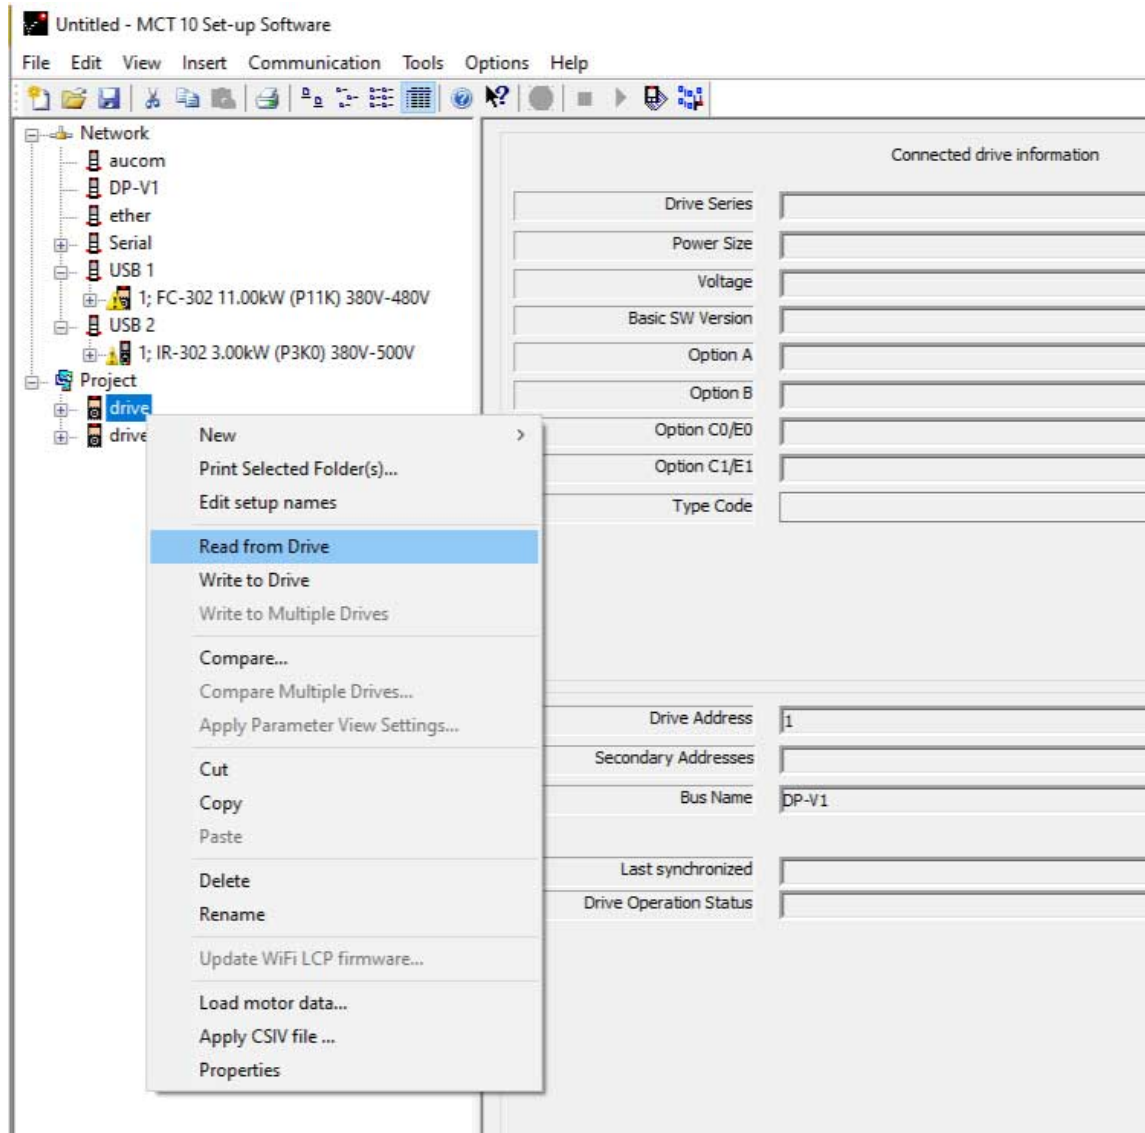 Untitled - MCT 10 Set-up Software
File Edit View Insert Communication Tools Options Help
Network
aucom
DP-V1
ether
Serial
USB 1
1; FC-302 11.00kW (P11K) 380V-480V
USB 2
1; IR-302 3.00kW (P3K0) 380V-500V
Project
drive
drive
New
Print Selected Folder(s)...
Edit setup names
Read from Drive
Write to Drive
Write to Multiple Drives
Compare...
Compare Multiple Drives...
Apply Parameter View Settings...
Cut
Copy
Paste
Delete
Rename
Update WiFi LCP firmware...
Load motor data...
Apply CSIV file ...
Properties
Connected drive information
Drive Series
Power Size
Voltage
Basic SW Version
Option A
Option B
Option C0/E0
Option C1/E1
Type Code
Drive Address 1
Secondary Addresses
Bus Name DP-V1
Last synchronized
Drive Operation Status